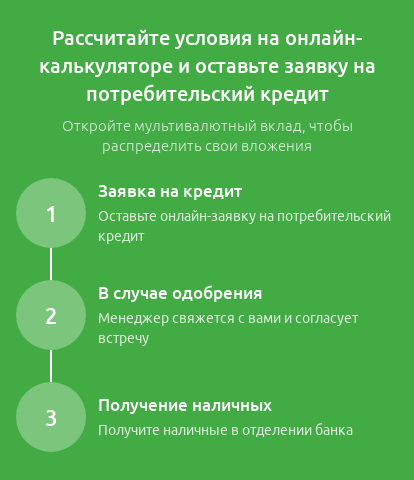 Рассчитайте условия на онлайн-
калькуляторе и оставьте заявку на
потребительский кредит
Откройте мультивалютный вклад, чтобы
распределить свои вложения
1
Заявка на кредит
Оставьте онлайн-заявку на потребительский
кредит
2
В случае одобрения
Менеджер свяжется с вами и согласует
встречу
3
Получение наличных
Получите наличные в отделении банка